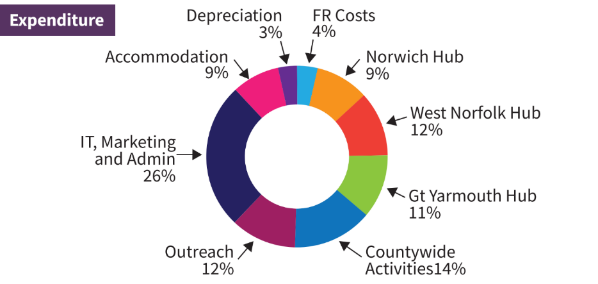 Expenditure
Depreciation
3%
FR Costs
4%
Norwich Hub
9%
West Norfolk Hub
12%
Gt Yarmouth Hub
11%
Countywide
Activities14%
Outreach
12%
IT, Marketing
and Admin
26%
Accommodation
9%